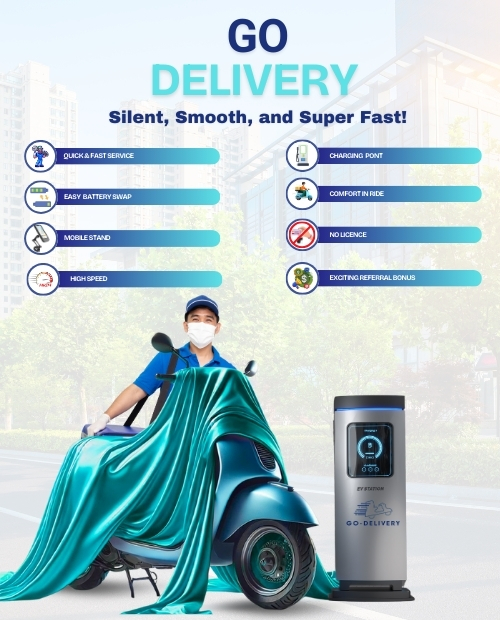 GO
DELIVERY
Silent, Smooth, and Super Fast!
QUICK & FAST SERVICE
EASY BATTERY SWAP
MOBILE STAND
HIGH SPEED
CHARGING PONT
COMFORT IN RIDE
NO LICENCE
EXCITING REFERRAL BONUS
EV STATION
GO-DELIVERY